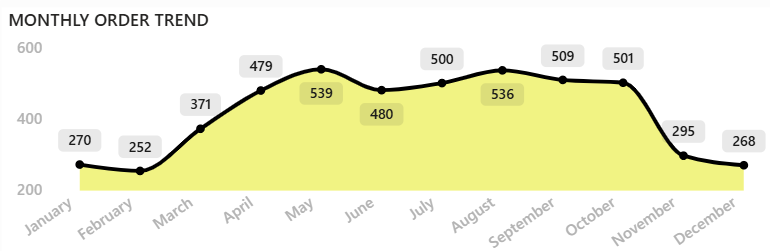 MONTHLY ORDER TREND
600
400
200
270
252
371
479
539
480
500
536
509
501
295
268
January
February
March
April
May
June
July
August
September
October
November
December